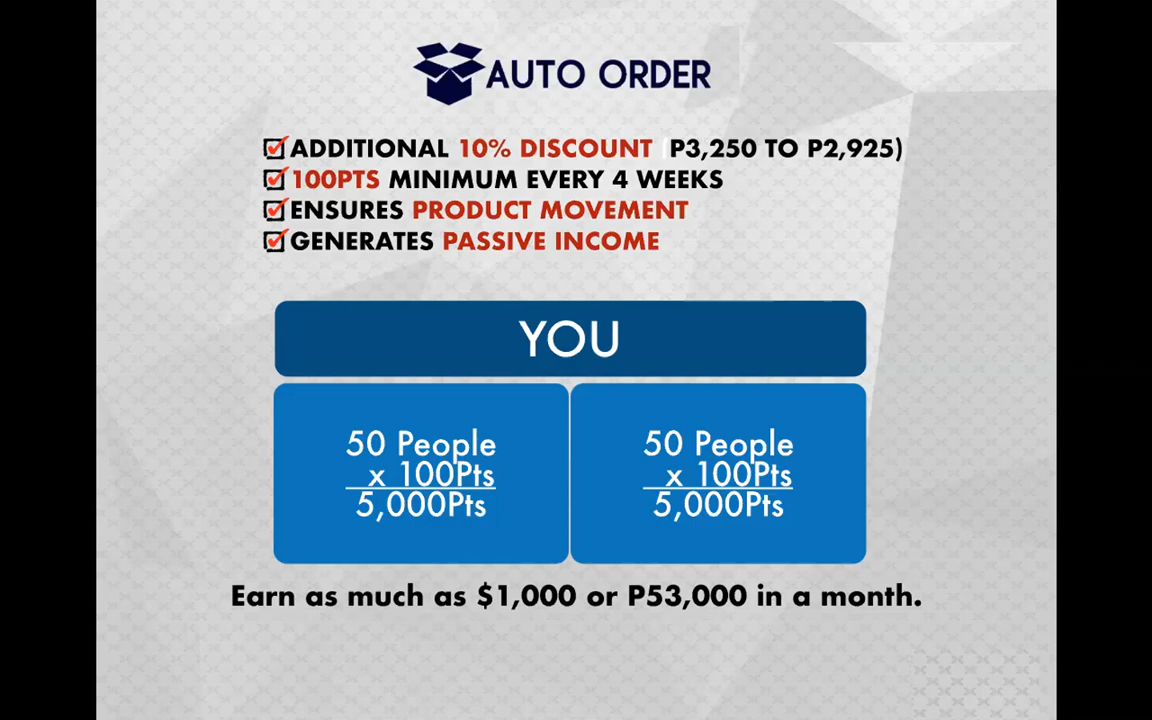 AUTO ORDER
ADDITIONAL 10% DISCOUNT (P3,250 TO P2,925)
100PTS MINIMUM EVERY 4 WEEKS
ENSURES PRODUCT MOVEMENT
GENERATES PASSIVE INCOME
YOU
50 People
x 100Pts
5,000Pts
50 People
x 100Pts
5,000Pts
Earn as much as $1,000 or P53,000 in a month.